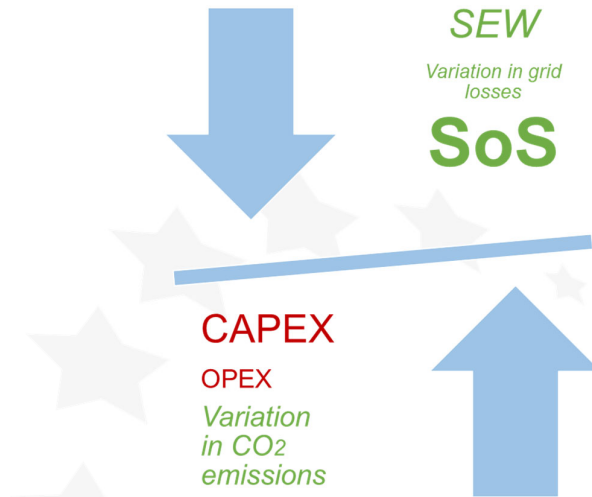 SEW
Variation in grid
losses
SoS
CAPEX
OPEX
Variation
in CO2
emissions